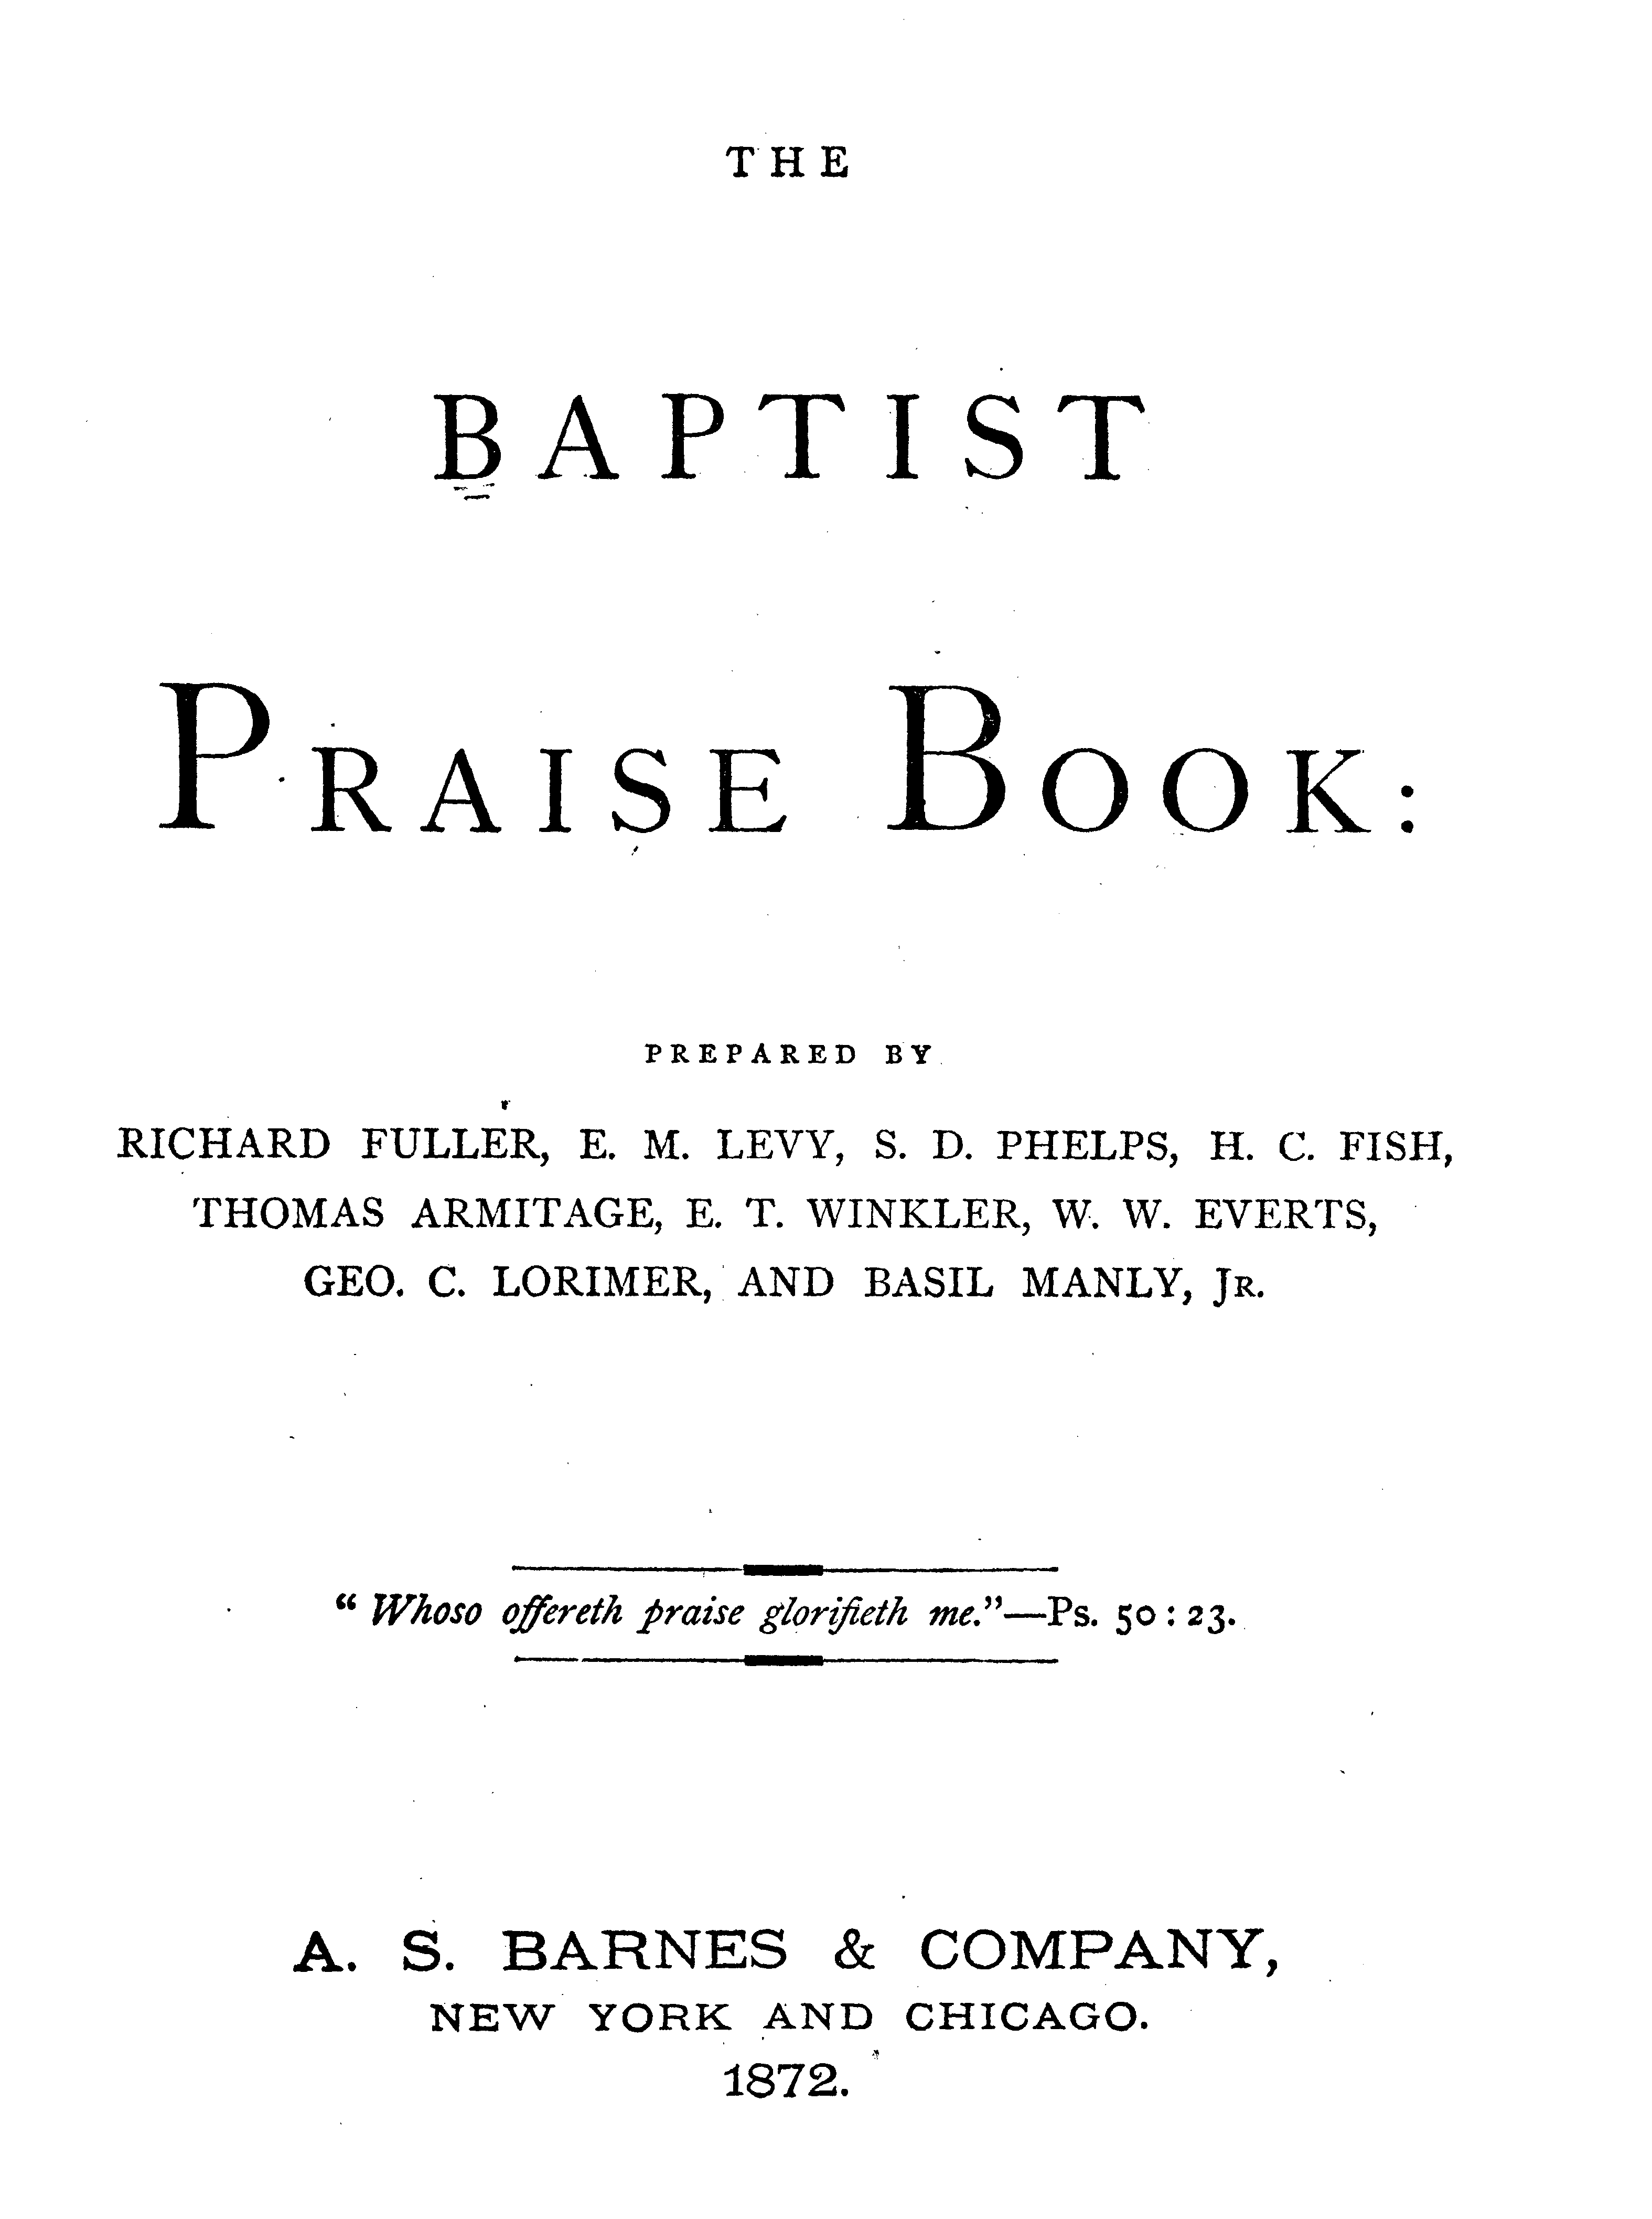 THE
BAPTIST
PRAISE BOOK:
PREPARED BY
RICHARD FULLER, E. M. LEVY, S. D. PHELPS, H. C. FISH,
THOMAS ARMITAGE, E. T. WINKLER, W. W. EVERTS,
GEO. C. LORIMER, AND BASIL MANLY, JR.
“ Whoso offereth praise glorifieth me.”—Ps. 50 : 23.
A. S. BARNES & COMPANY,
NEW YORK AND CHICAGO.
1872.